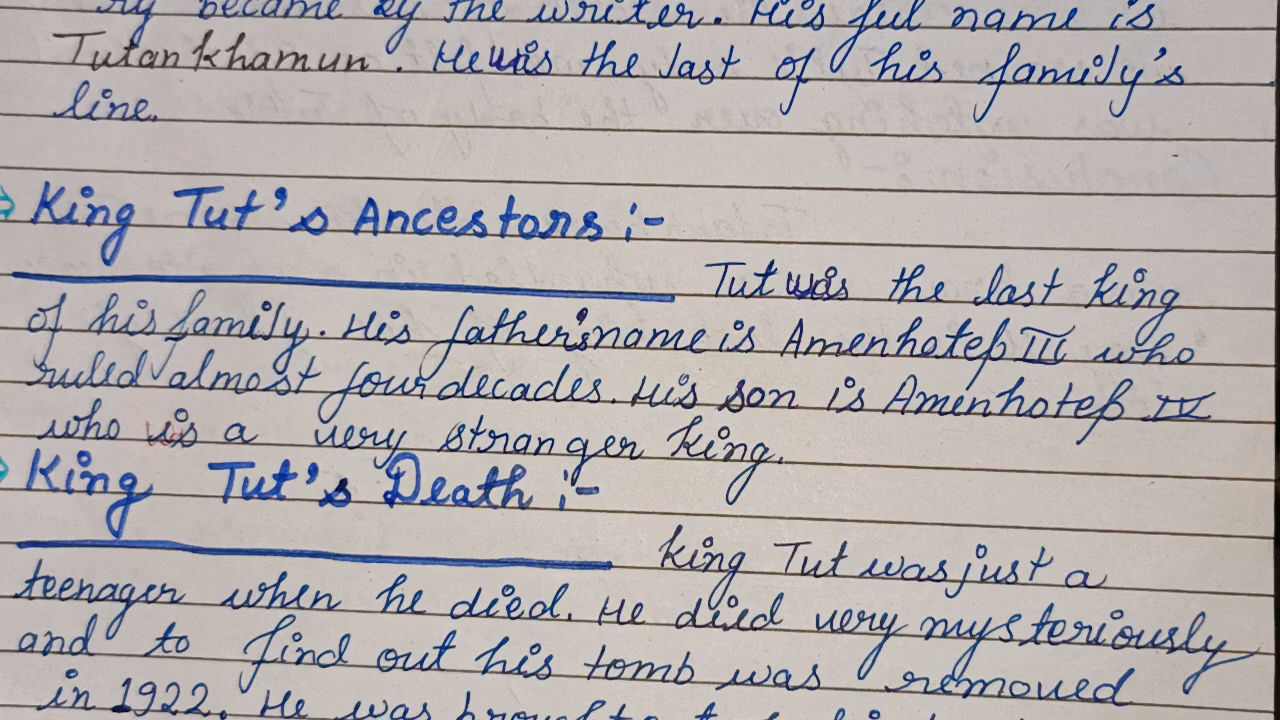 ry became by the writer. His ful name is
Tutankhamun. He was the last of his family's
line.
King Tut's Ancestors :-
Tut was the last king
of his family. His father's name is Amenhotep III who
ruled almost four decades. His son is Amenhotep IV
who is a very stranger king.
King Tut's Death :-
King Tut was just a
teenager when he died. He died very mysteriously
and to find out his tomb was removed
in 1922. He was brought